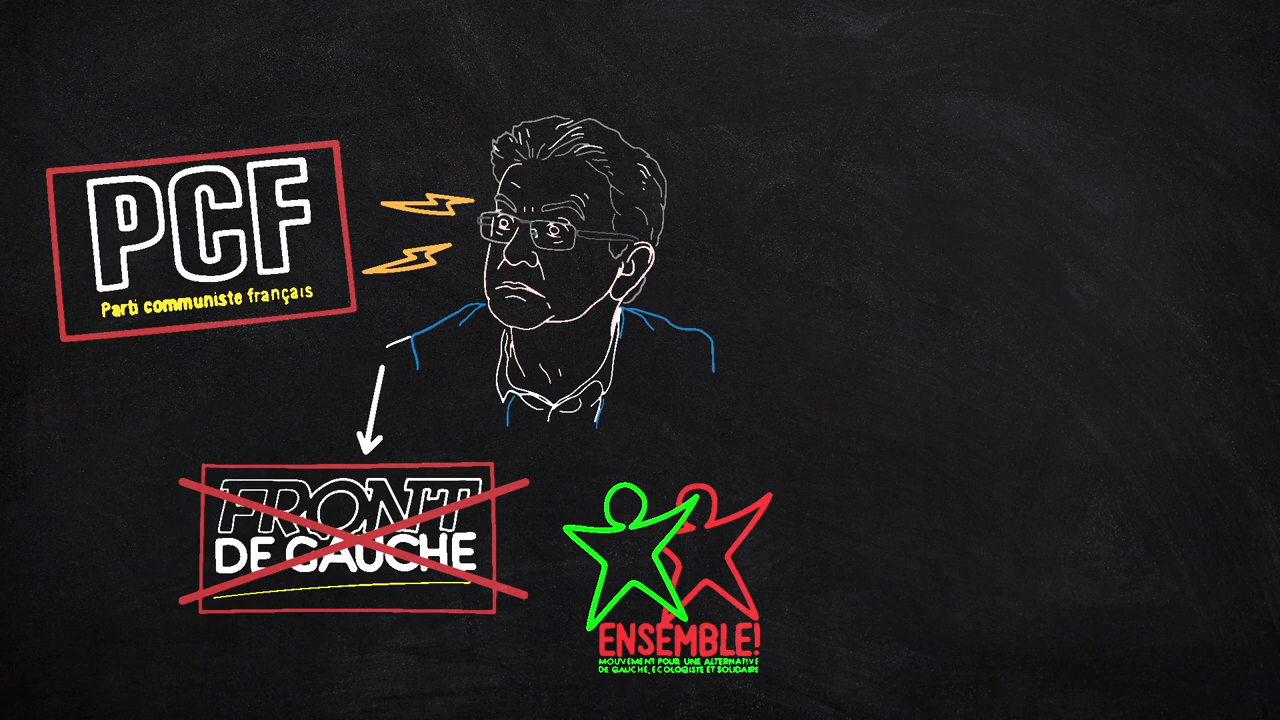 PCF
Parti communiste français
FRONT
DE GAUCHE
ENSEMBLE!
MOUVEMENT POUR UNE ALTERNATIVE
DE GAUCHE, ECOLOGISTE ET SOLIDAIRE